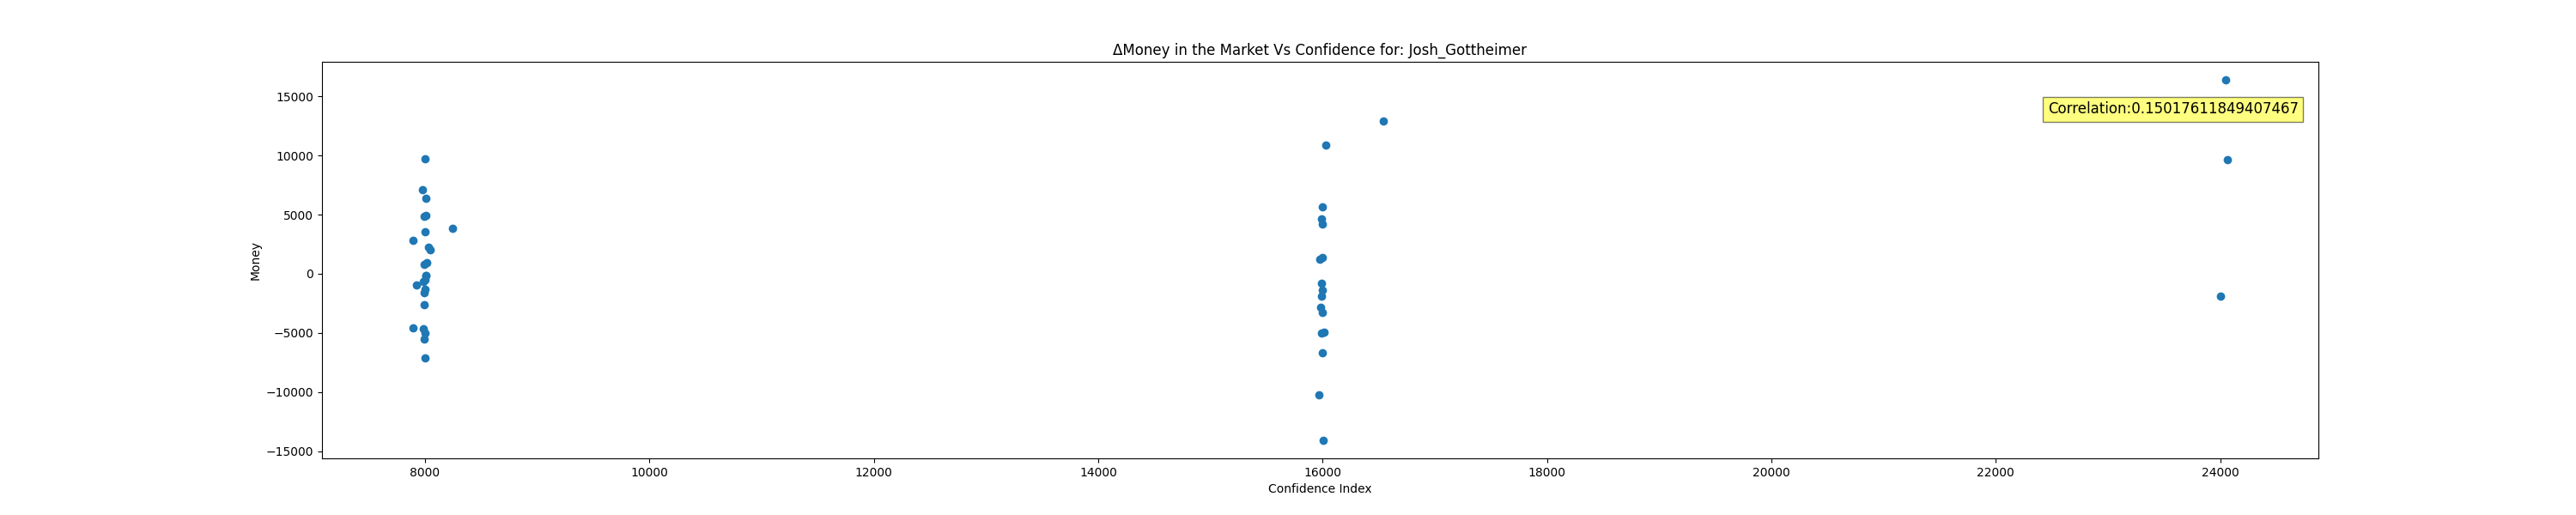 ΔMoney in the Market Vs Confidence for: Josh_Gottheimer
15000
Correlation:0.15017611849407467
10000
5000
Money
0
−5000
−10000
−15000
8000 10000 12000 14000 16000 18000 20000 22000 24000
Confidence Index